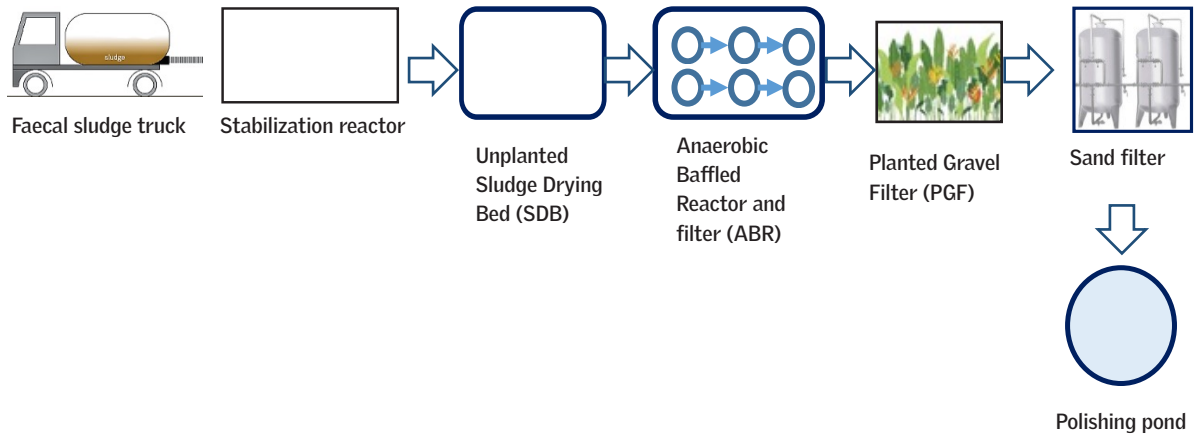 sludge
Faecal sludge truck
Stabilization reactor
Unplanted
Sludge Drying
Bed (SDB)
Anaerobic
Baffled
Reactor and
filter (ABR)
Planted Gravel
Filter (PGF)
Sand filter
Polishing pond